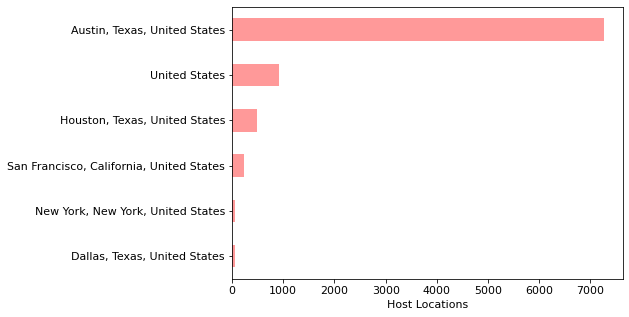 Austin, Texas, United States
United States
Houston, Texas, United States
San Francisco, California, United States
New York, New York, United States
Dallas, Texas, United States
0 1000 2000 3000 4000 5000 6000 7000
Host Locations